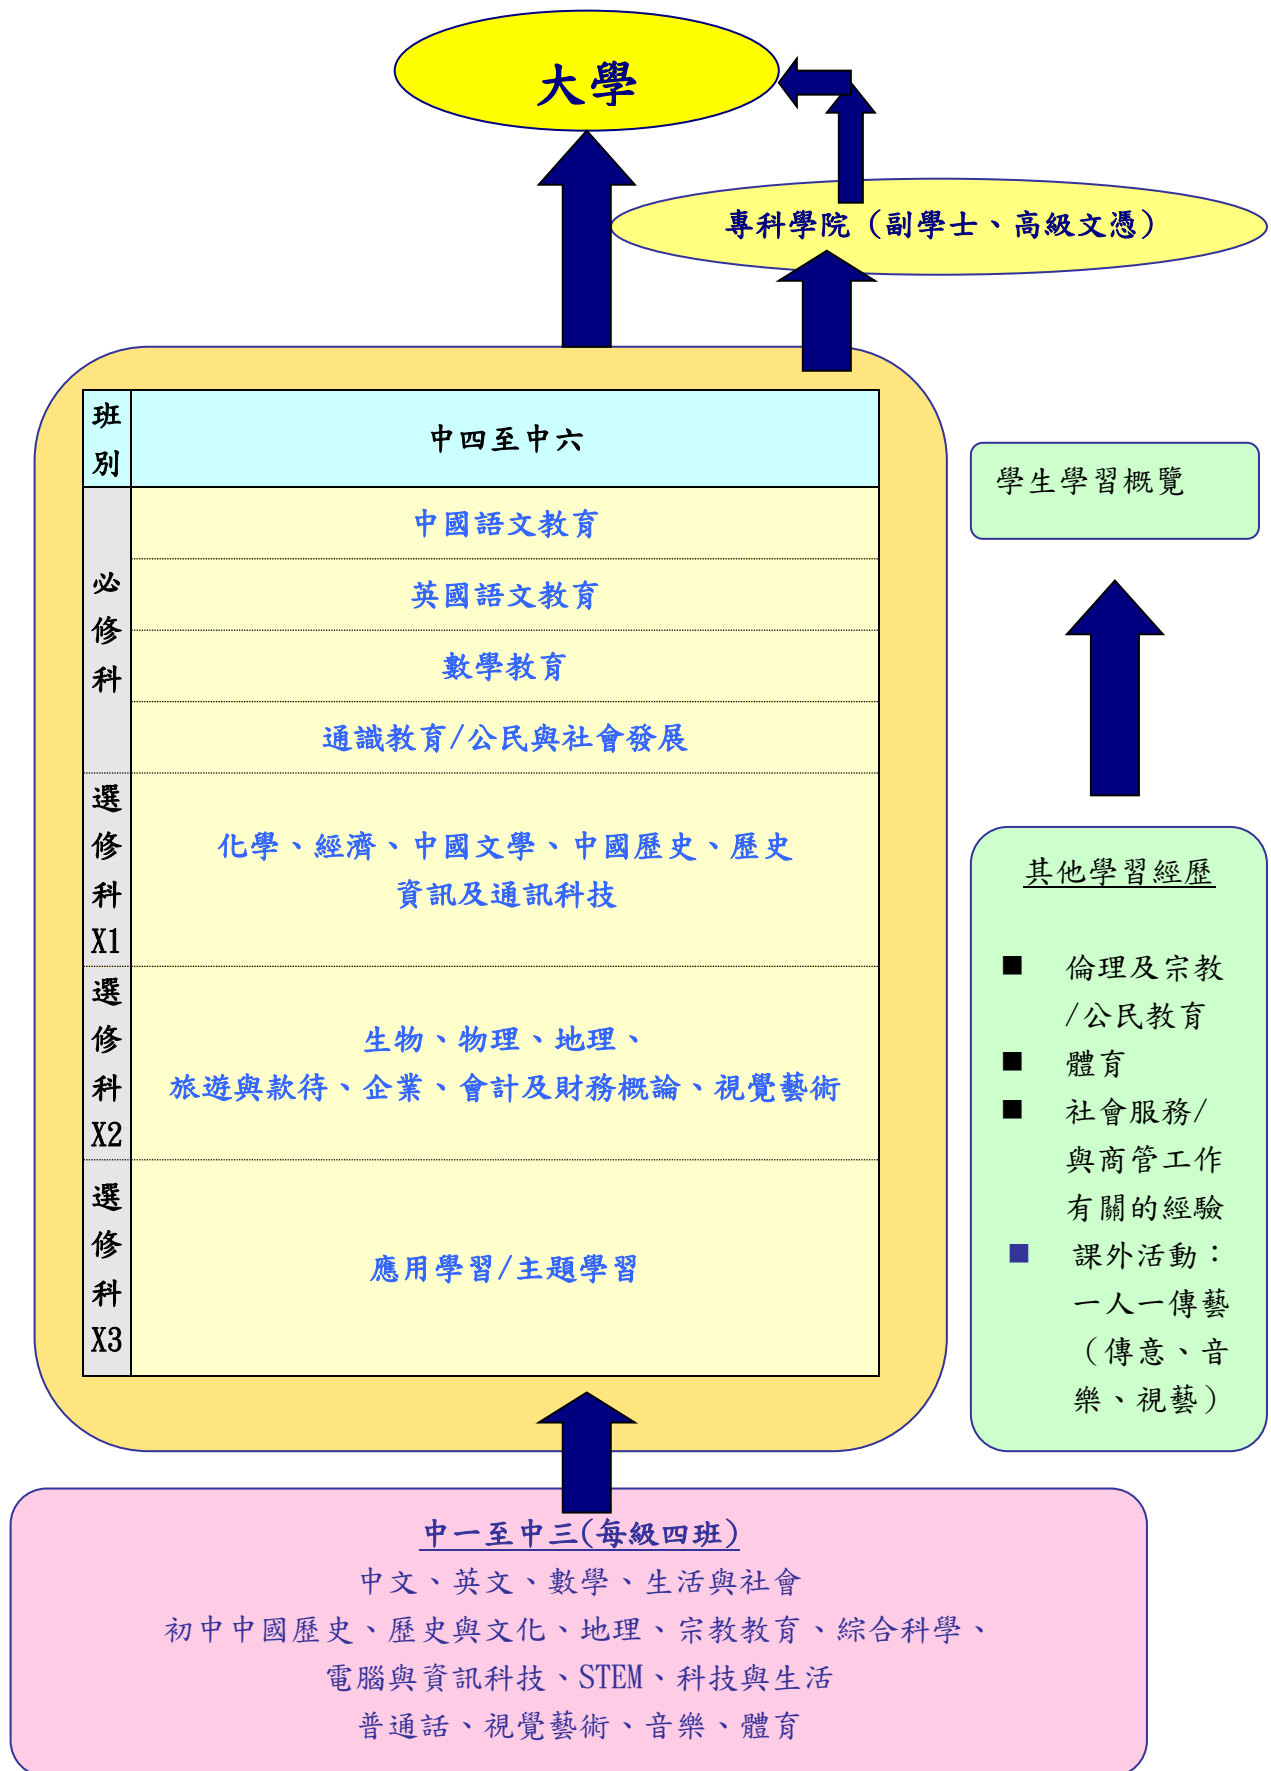 大學
專科學院（副學士、高級文憑）
班別
中四至中六
必修科
中國語文教育
英國語文教育
數學教育
通識教育/公民與社會發展
選修科X1
化學、經濟、中國文學、中國歷史、歷史
資訊及通訊科技
選修科X2
生物、物理、地理、
旅遊與款待、企業、會計及財務概論、視覺藝術
選修科X3
應用學習/主題學習
學生學習概覽
其他學習經歷
■ 倫理及宗教
/公民教育
■ 體育
■ 社會服務/
與商管工作
有關的經驗
■ 課外活動：
一人一傳藝
（傳意、音
樂、視藝）
中一至中三(每級四班)
中文、英文、數學、生活與社會
初中中國歷史、歷史與文化、地理、宗教教育、綜合科學、
電腦與資訊科技、STEM、科技與生活
普通話、視覺藝術、音樂、體育